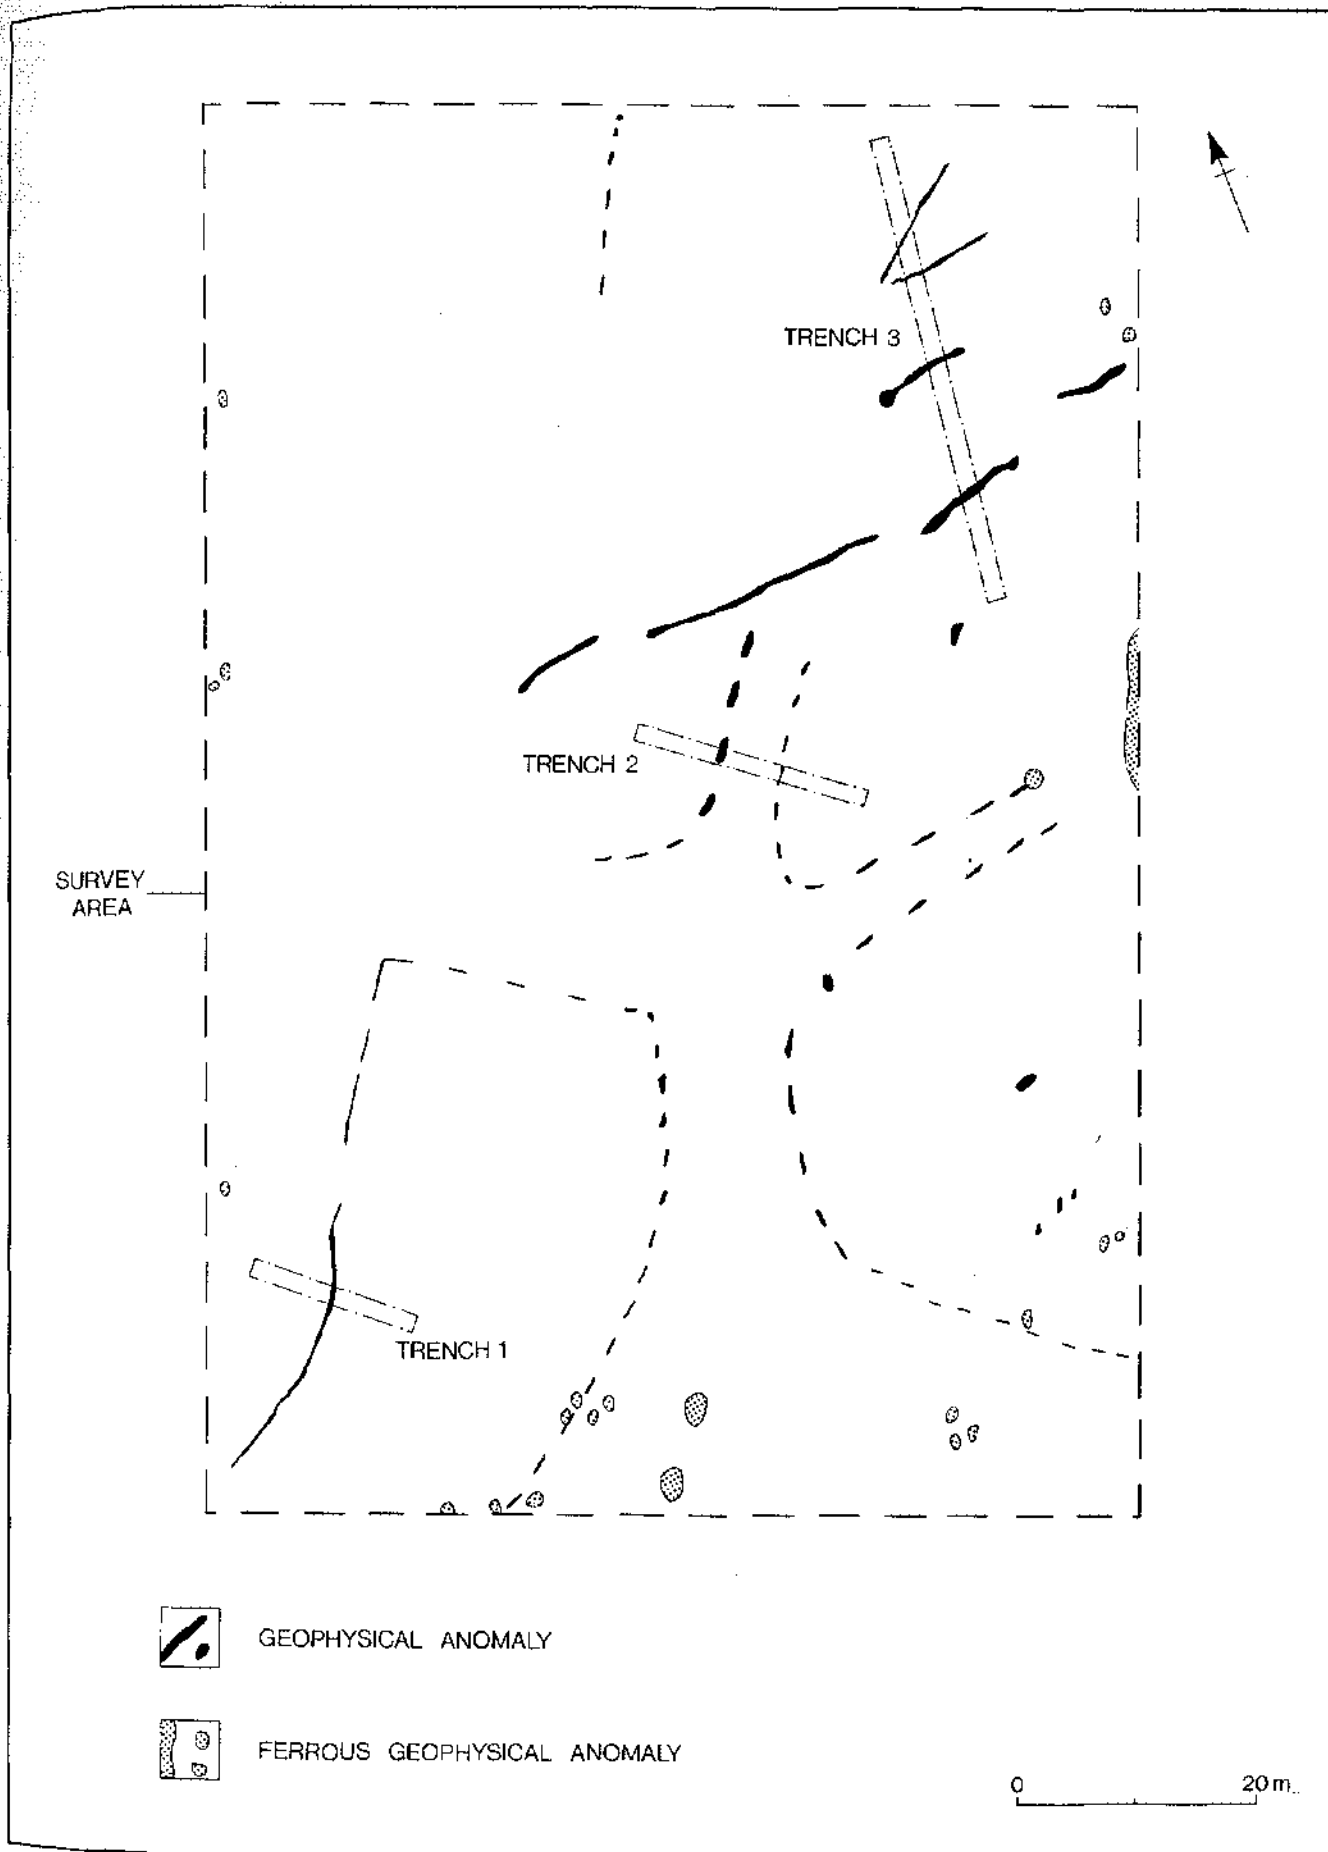 TRENCH 3
TRENCH 2
SURVEY
AREA
TRENCH 1
GEOPHYSICAL ANOMALY
FERROUS GEOPHYSICAL ANOMALY
0 20 m